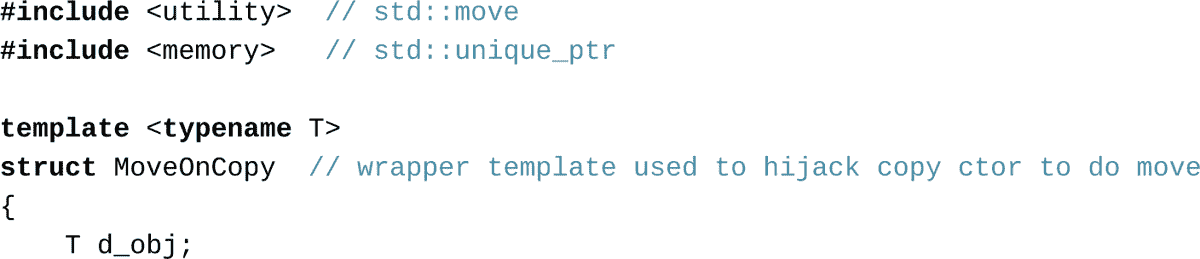 #include <utility>  // std::move
#include <memory>   // std::unique_ptr

template <typename T>
struct MoveOnCopy  // wrapper template used to hijack copy ctor to do move
{
    T d_obj;